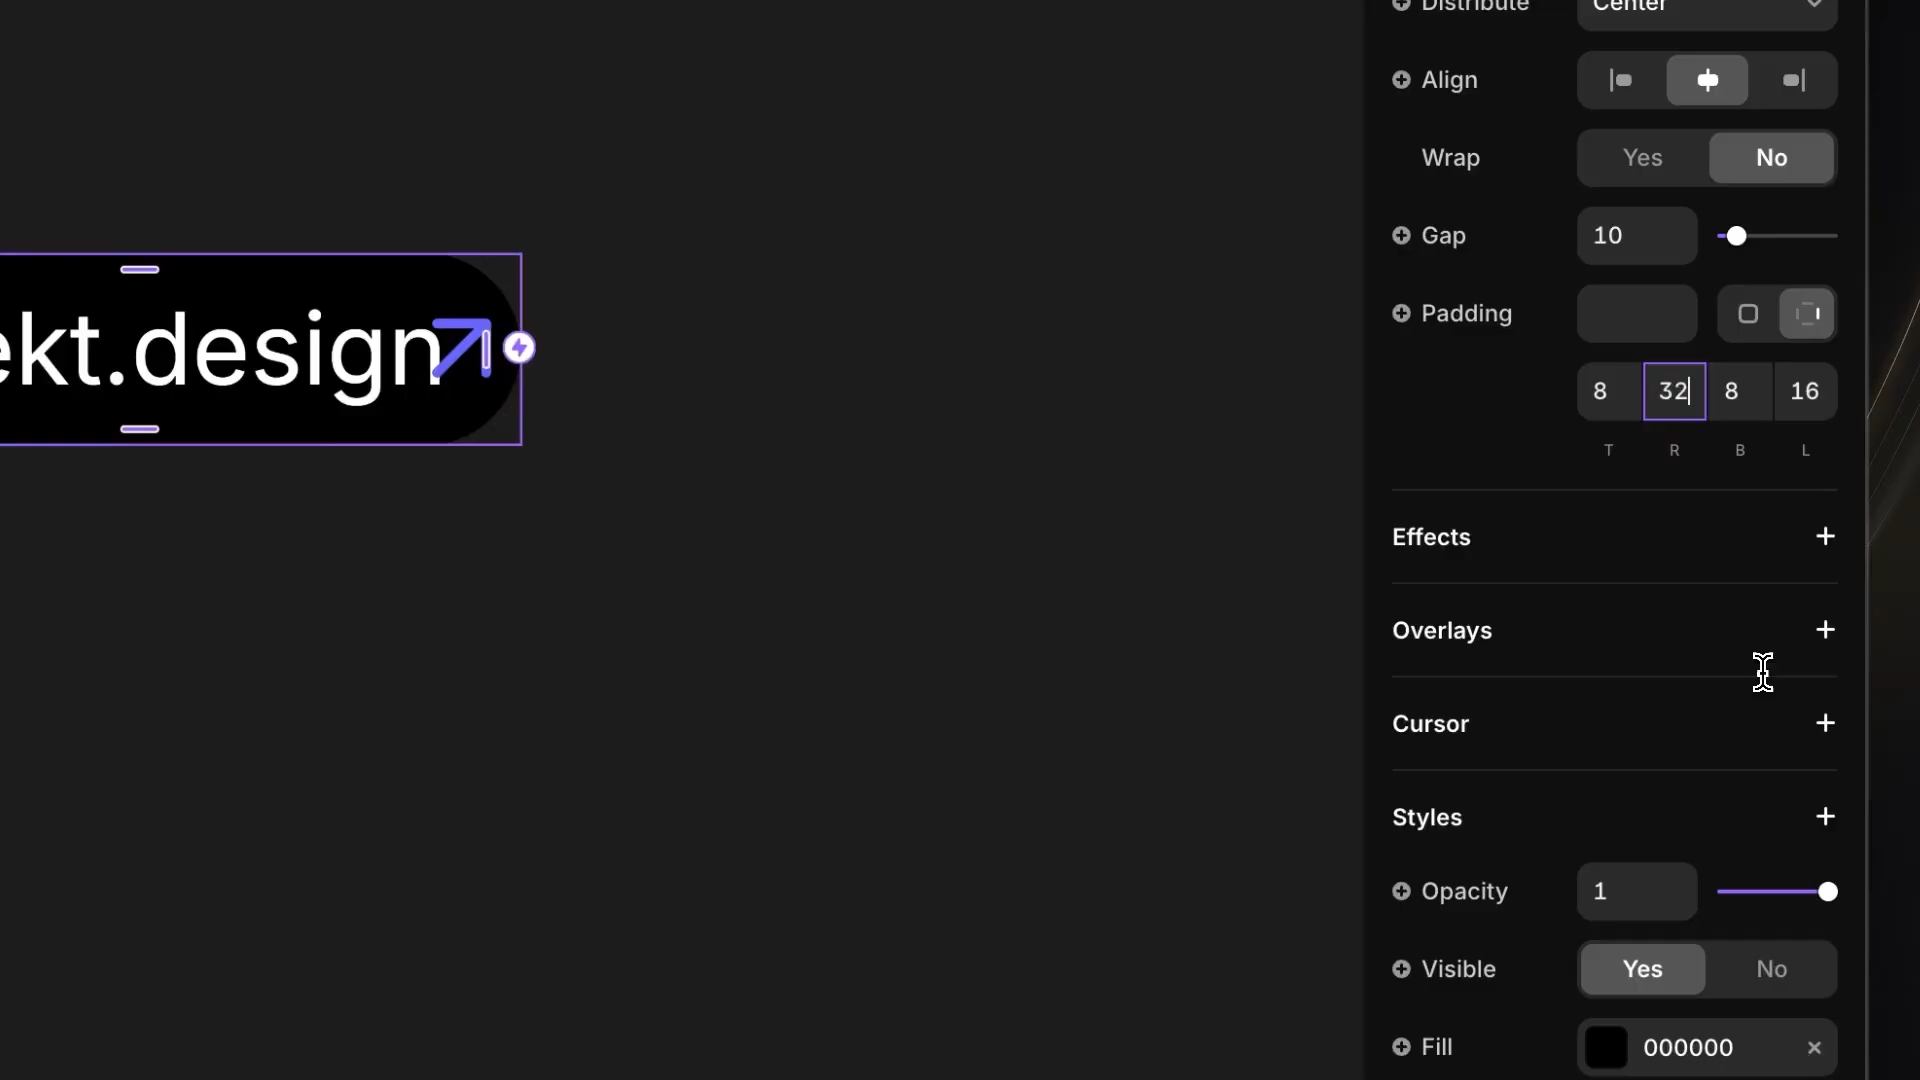 Distribute Center
Align
Wrap Yes No
Gap 10
ekt.design
Padding
8 32 8 16
T R B L
Effects
Overlays
Cursor
Styles
Opacity 1
Visible Yes No
Fill 000000